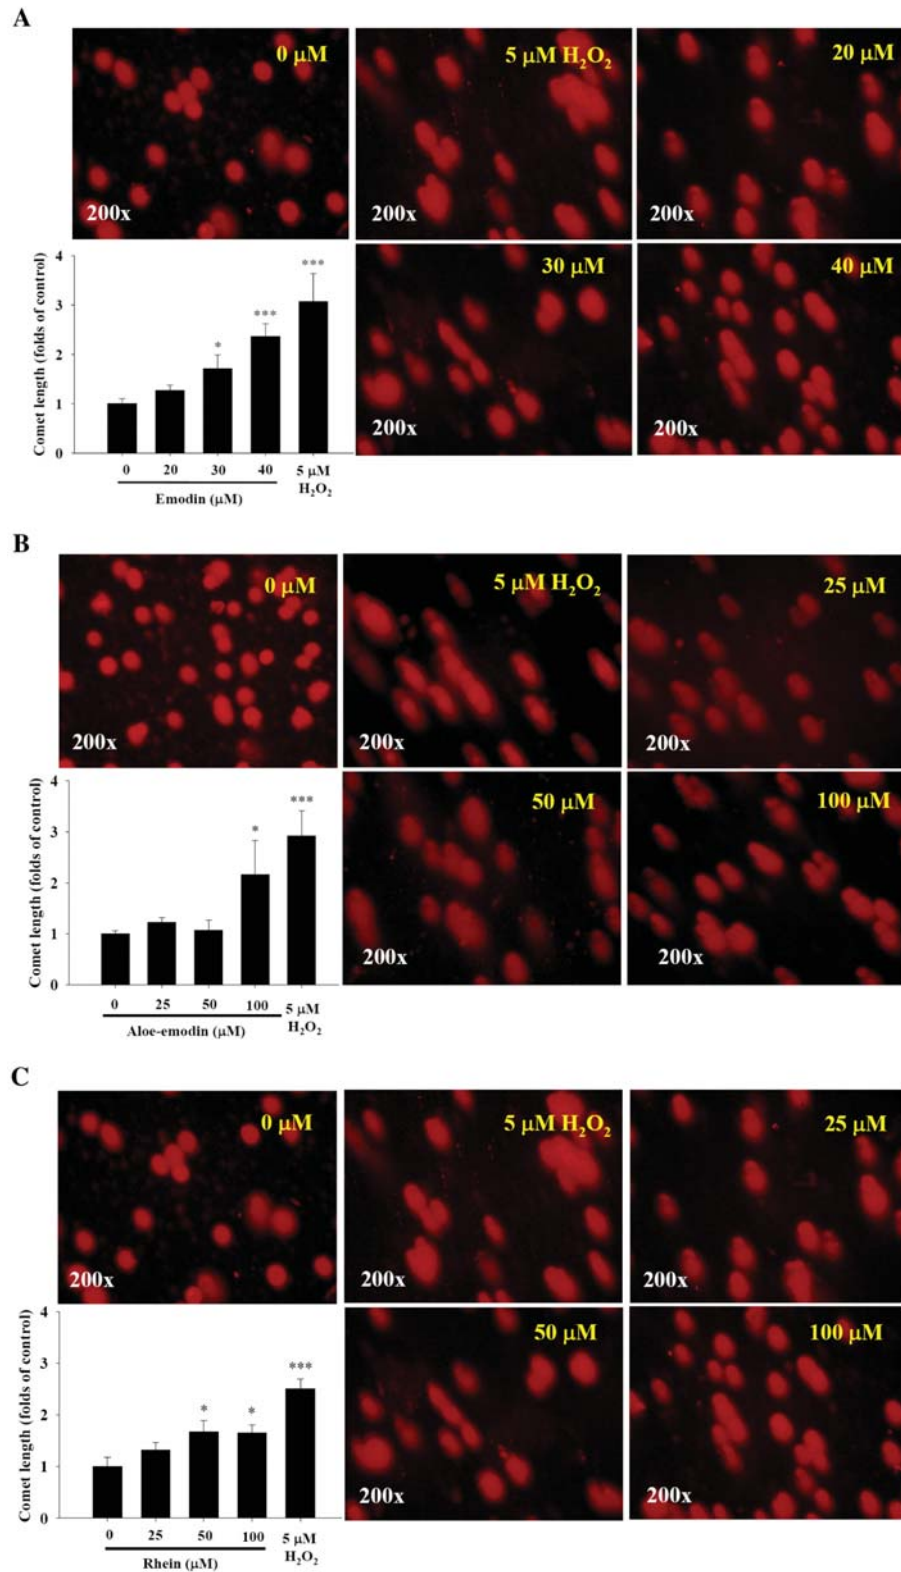 A
0 μM
5 μM H₂O₂
20 μM
200x
200x
200x
4
3
2
1
0
Comet length (folds of control)
*
***
***
0 20 30 40 5 μM
H₂O₂
Emodin (μM)
30 μM
40 μM
200x
200x
B
0 μM
5 μM H₂O₂
25 μM
200x
200x
200x
4
3
2
1
0
Comet length (folds of control)
*
***
0 25 50 100 5 μM
H₂O₂
Aloe-emodin (μM)
50 μM
100 μM
200x
200x
C
0 μM
5 μM H₂O₂
25 μM
200x
200x
200x
4
3
2
1
0
Comet length (folds of control)
*
*
***
0 25 50 100 5 μM
H₂O₂
Rhein (μM)
50 μM
100 μM
200x
200x